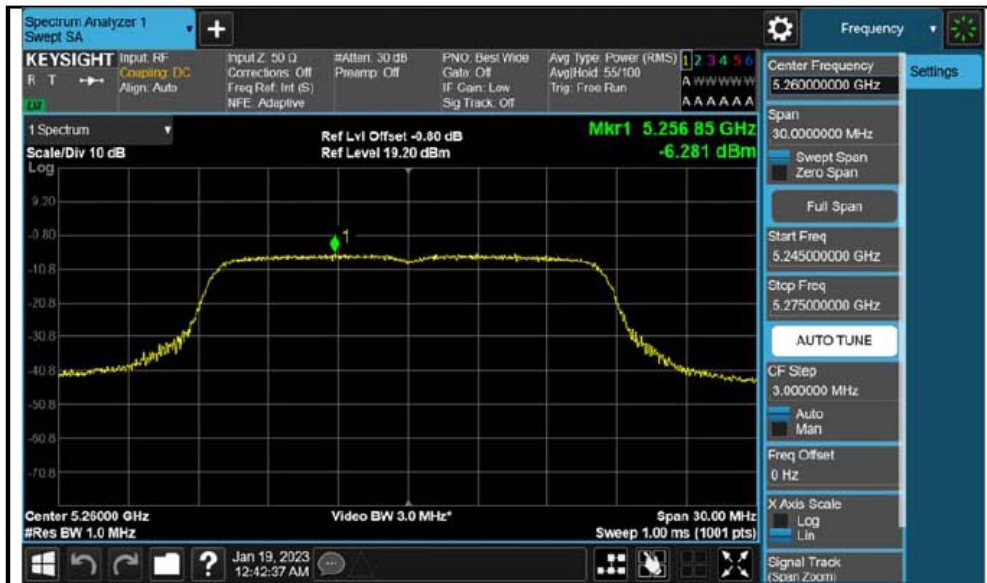 Spectrum Analyzer 1
Swept SA
Frequency
KEYSIGHT
R T
LXI
Input: RF
Coupling: DC
Align: Auto
Input Z: 50 Ω
Corrections: Off
Freq Ref: Int (S)
NFE: Adaptive
#Atten: 30 dB
Preamp: Off
PNO: Best Wide
Gate: Off
IF Gain: Low
Sig Track: Off
Avg Type: Power (RMS)
Avg|Hold: 55/100
Trig: Free Run
1 2 3 4 5 6
A W W W W W
A A A A A A
1 Spectrum
Scale/Div 10 dB
Log
Ref Lvl Offset -0.80 dB
Ref Level 19.20 dBm
Mkr1 5.256 85 GHz
-6.281 dBm
9.20
-0.80
-10.8
-20.8
-30.8
-40.8
-50.8
-60.8
-70.8
1
Center 5.26000 GHz
#Res BW 1.0 MHz
Video BW 3.0 MHz*
Span 30.00 MHz
Sweep 1.00 ms (1001 pts)
Jan 19, 2023
12:42:37 AM
Center Frequency
5.260000000 GHz
Settings
Span
30.0000000 MHz
Swept Span
Zero Span
Full Span
Start Freq
5.245000000 GHz
Stop Freq
5.275000000 GHz
AUTO TUNE
CF Step
3.000000 MHz
Auto
Man
Freq Offset
0 Hz
X Axis Scale
Log
Lin
Signal Track
(Span Zoom)